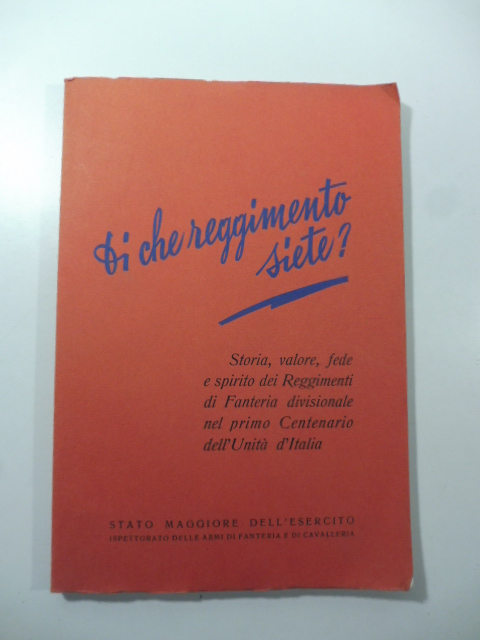 Di che reggimento
siete?
Storia, valore, fede
e spirito dei Reggimenti
di Fanteria divisionale
nel primo Centenario
dell'Unità d'Italia
STATO MAGGIORE DELL'ESERCITO
ISPETTORATO DELLE ARMI DI FANTERIA E DI CAVALLERIA